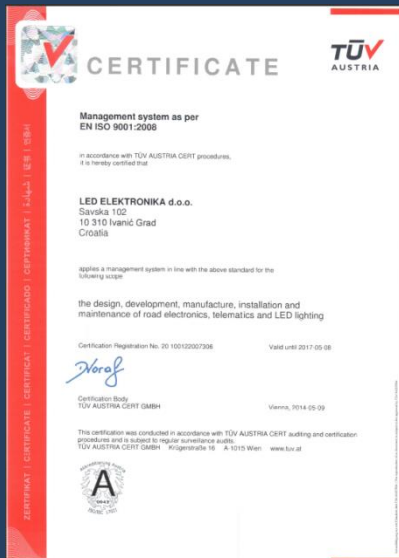 CERTIFICATE
TÜV
AUSTRIA
Management system as per
EN ISO 9001:2008
in accordance with TÜV AUSTRIA CERT procedures,
it is hereby certified that
LED ELEKTRONIKA d.o.o.
Savska 102
10 310 Ivanić Grad
Croatia
applies a management system in line with the above standard for the
following scope
the design, development, manufacture, installation and
maintenance of road electronics, telematics and LED lighting
Certification Registration No. 20 100122007306
Valid until 2017-05-08
Certification Body
TÜV AUSTRIA CERT GMBH
Vienna, 2014-05-09
This certification was conducted in accordance with TÜV AUSTRIA CERT auditing and certification
procedures and is subject to regular surveillance audits.
TÜV AUSTRIA CERT GMBH Krügerstraße 16 A-1015 Wien www.tuv.at
ZERTIFIKAT | CERTIFICATE | CERTIFICAT | CERTIFICADO | СЕРТИФИКАТ | شهادة
A